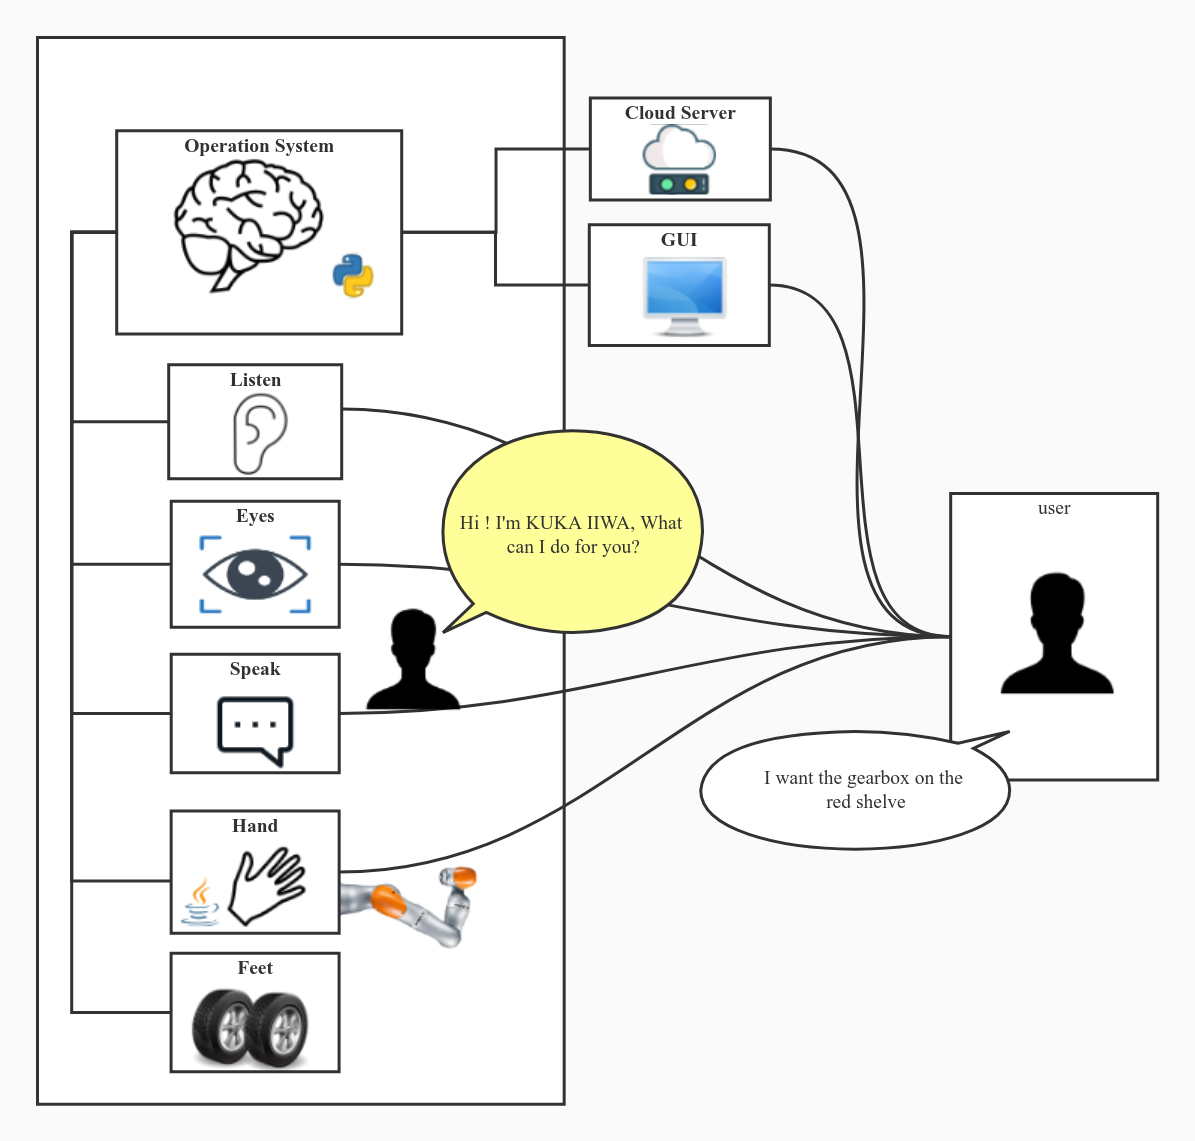 Operation System
Cloud Server
GUI
Listen
Eyes
Hi ! I'm KUKA IIWA, What
can I do for you?
user
Speak
I want the gearbox on the
red shelve
Hand
Feet